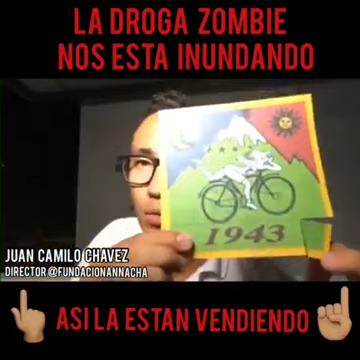 LA DROGA ZOMBIE
NOS ESTA INUNDANDO
1943
JUAN CAMILO CHAVEZ
DIRECTOR @FUNDACIONANNACHA
ASI LA ESTAN VENDIENDO